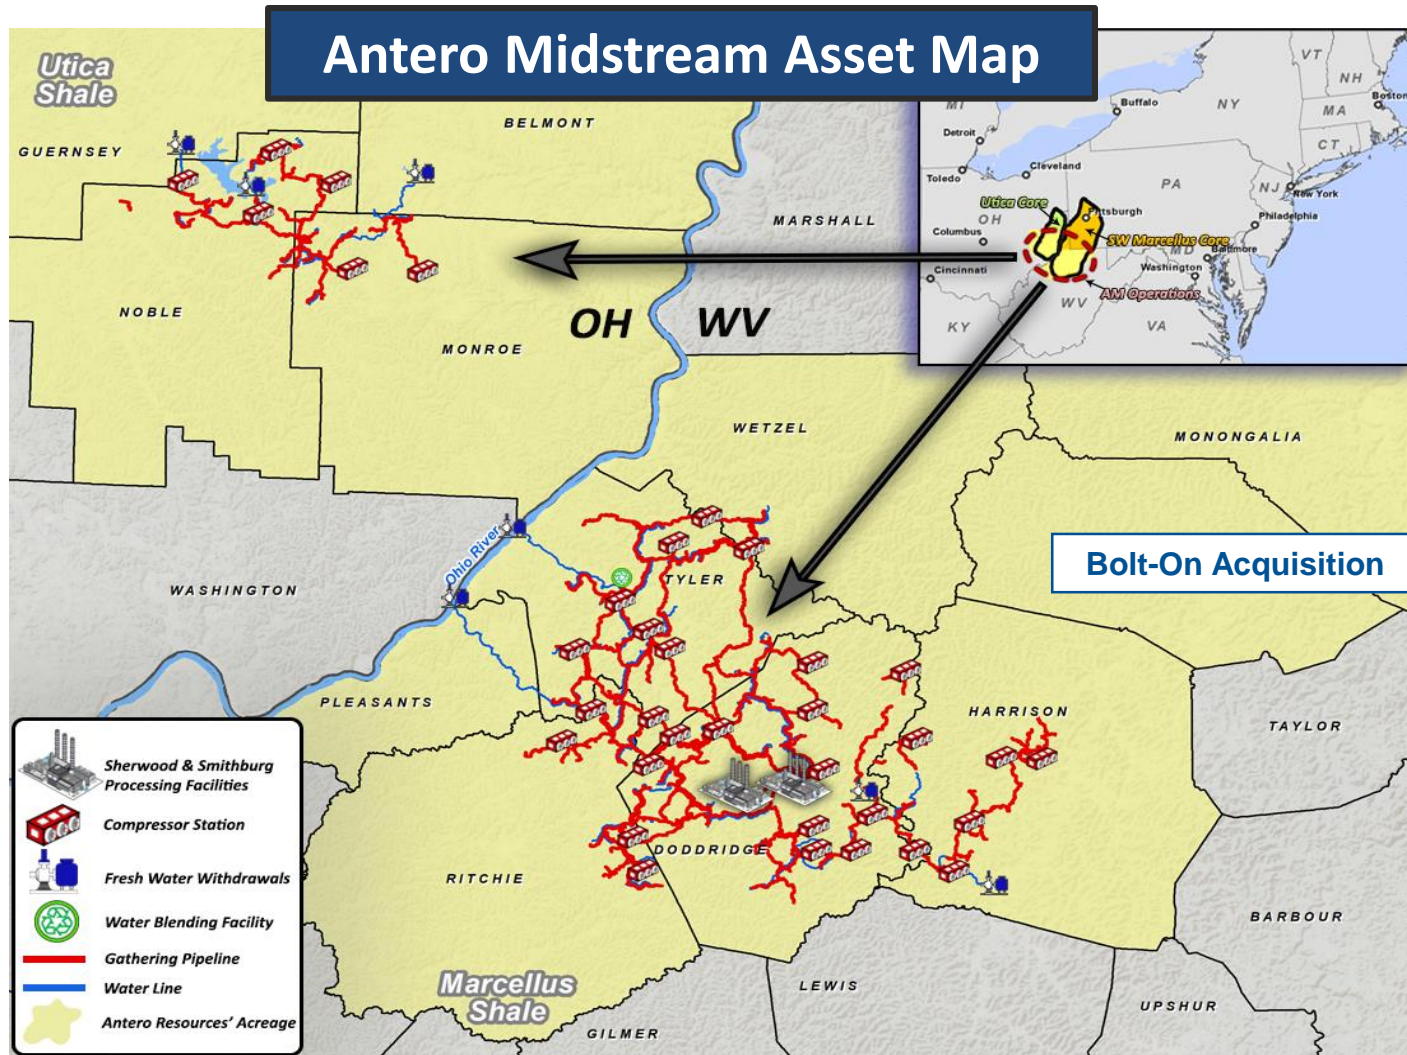 Antero Midstream Asset Map
Utica
Shale
GUERNSEY
BELMONT
MARSHALL
NOBLE
MONROE
OH
WV
WETZEL
MONONGALIA
Bolt-On Acquisition
WASHINGTON
Ohio River
TYLER
PLEASANTS
HARRISON
TAYLOR
RITCHIE
DODDRIDGE
BARBOUR
LEWIS
UPSHUR
GILMER
Marcellus
Shale
MI
Buffalo
NY
VT
NH
MA
Boston
CT
Detroit
Toledo
Cleveland
PA
NJ
New York
Utica Core
OH
Pittsburgh
Philadelphia
Columbus
SW Marcellus Core
MD
Baltimore
Cincinnati
Washington
AM Operations
WV
KY
VA
Sherwood & Smithburg
Processing Facilities
Compressor Station
Fresh Water Withdrawals
Water Blending Facility
Gathering Pipeline
Water Line
Antero Resources' Acreage